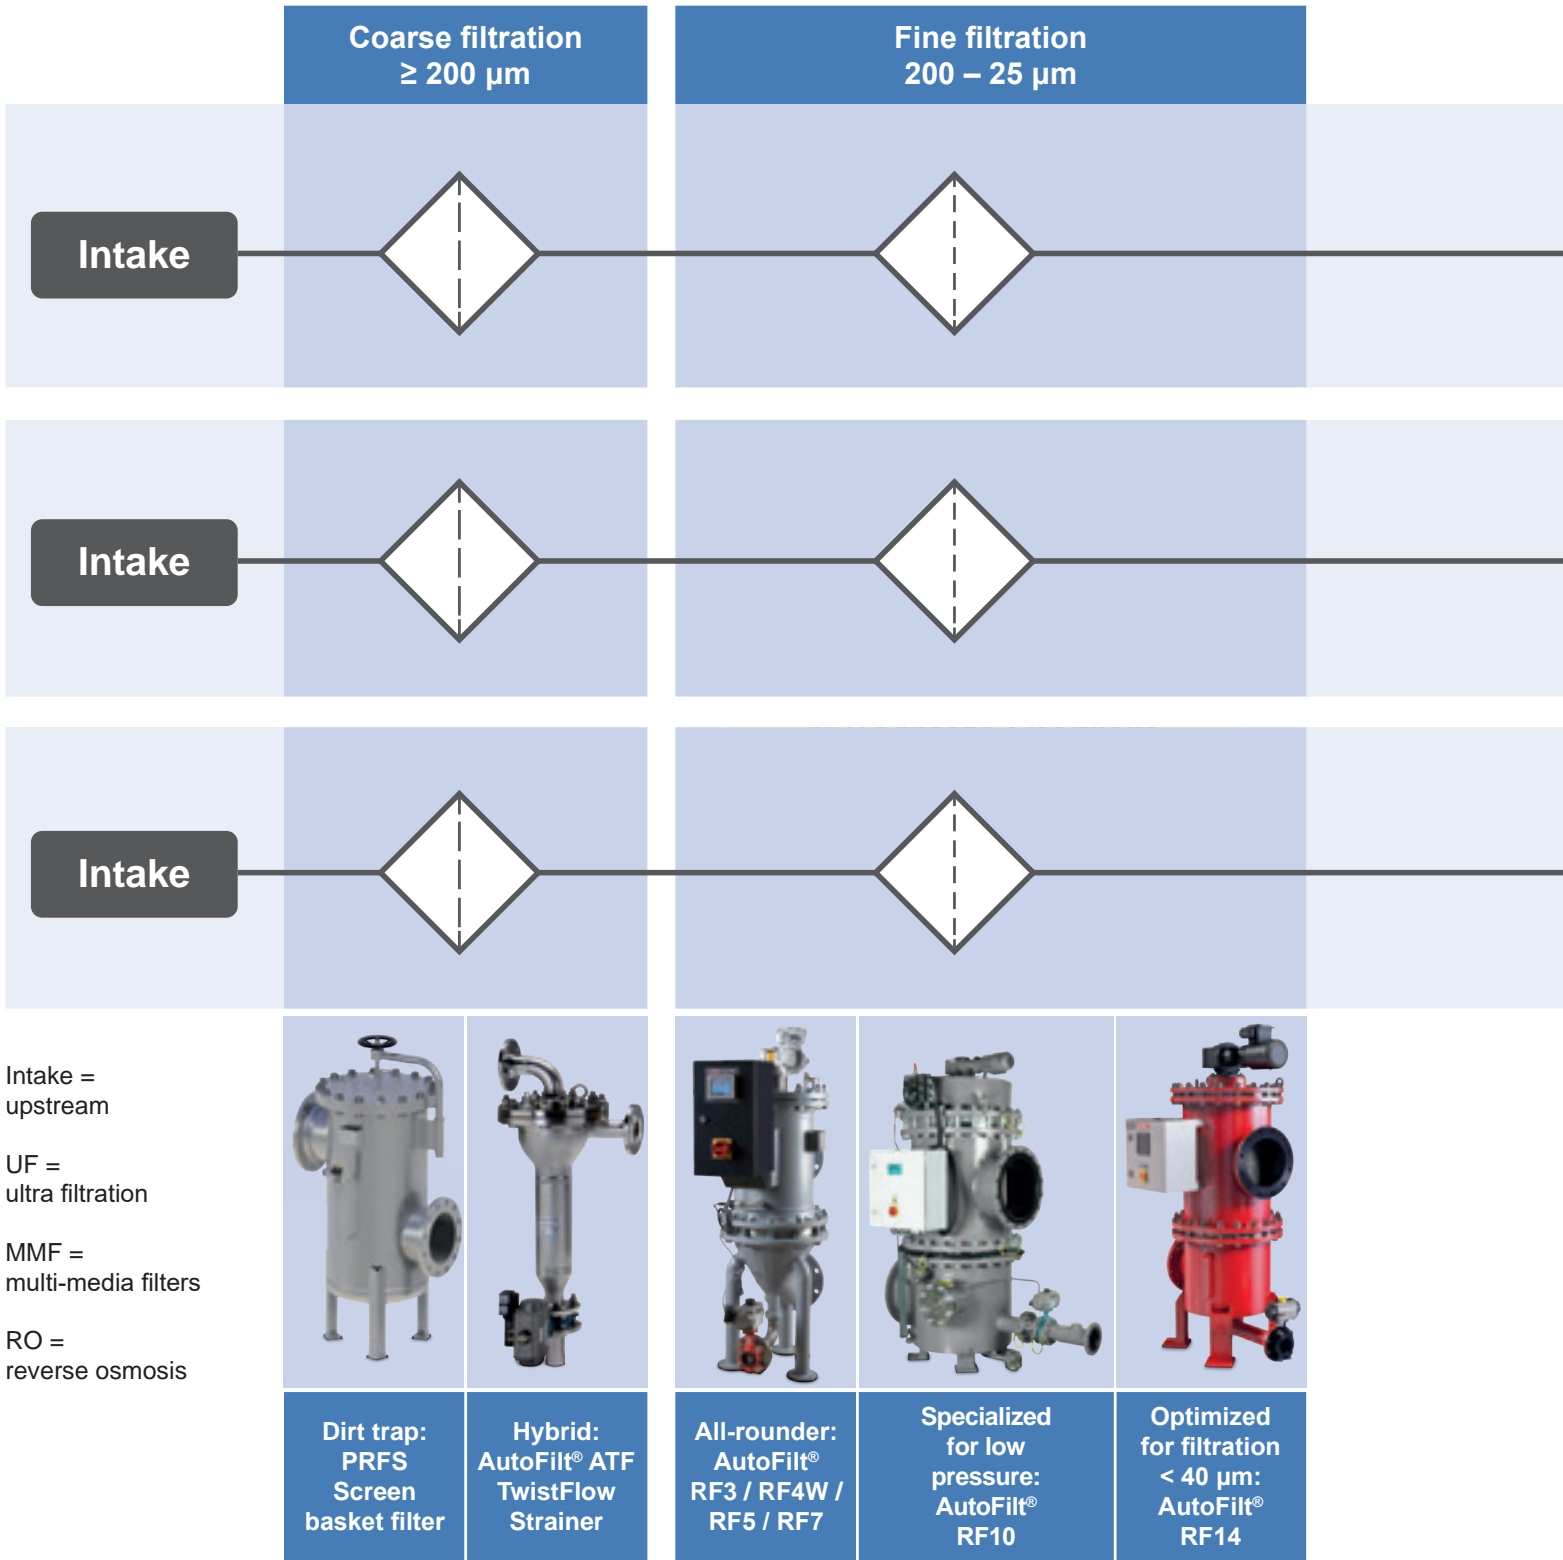 Coarse filtration
≥ 200 µm
Fine filtration
200 – 25 µm
Intake
Intake
Intake
Intake =
upstream
UF =
ultra filtration
MMF =
multi-media filters
RO =
reverse osmosis
Dirt trap:
PRFS
Screen
basket filter
Hybrid:
AutoFilt® ATF
TwistFlow
Strainer
All-rounder:
AutoFilt®
RF3 / RF4W /
RF5 / RF7
Specialized
for low
pressure:
AutoFilt®
RF10
Optimized
for filtration
< 40 µm:
AutoFilt®
RF14